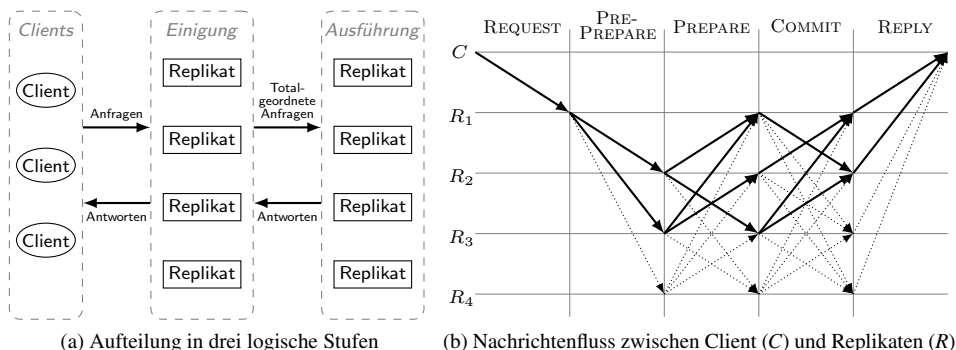 Clients
Einigung
Ausführung
Client
Client
Client
Replikat
Replikat
Replikat
Replikat
Replikat
Replikat
Replikat
Replikat
Anfragen
Total-
geordnete
Anfragen
Antworten
Antworten
(a) Aufteilung in drei logische Stufen
REQUEST
PRE-
PREPARE
PREPARE
COMMIT
REPLY
C
R1
R2
R3
R4
(b) Nachrichtenfluss zwischen Client (C) und Replikaten (R)